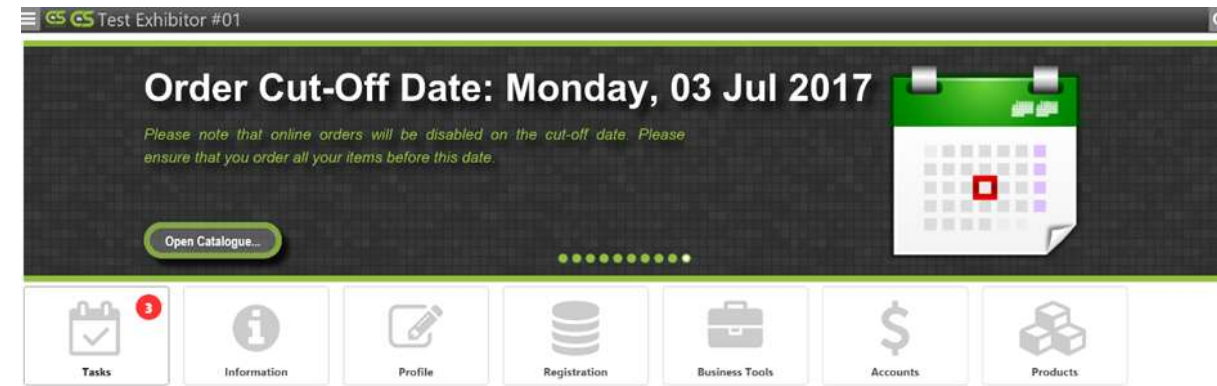 Test Exhibitor #01
Order Cut-Off Date: Monday, 03 Jul 2017
Please note that online orders will be disabled on the cut-off date. Please
ensure that you order all your items before this date.
Open Catalogue...
3
Tasks
Information
Profile
Registration
Business Tools
Accounts
Products